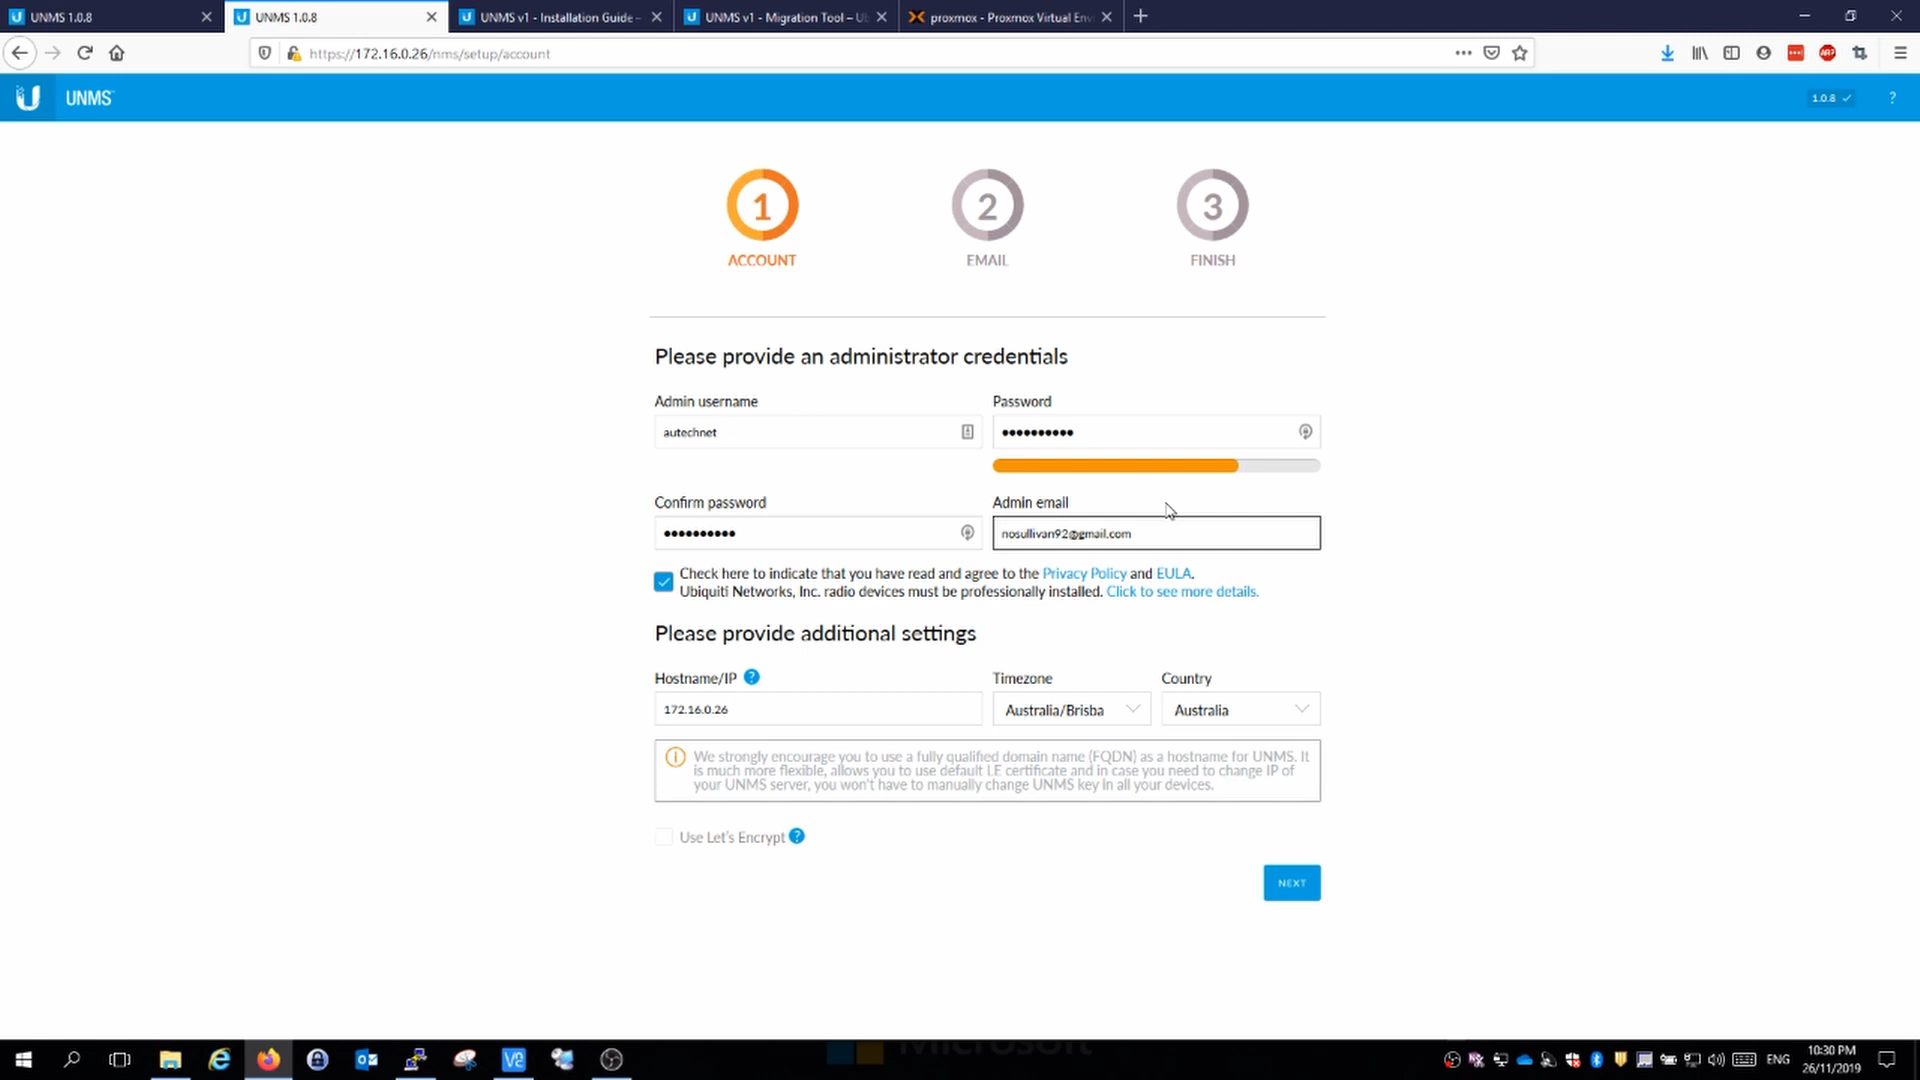 UNMS 1.0.8
UNMS 1.0.8
UNMS v1 - Installation Guide -
UNMS v1 - Migration Tool – Ub
proxmox - Proxmox Virtual Env
https://172.16.0.26/nms/setup/account
UNMS
1.0.8
?
1
2
3
ACCOUNT
EMAIL
FINISH
Please provide an administrator credentials
Admin username
Password
autechnet
••••••••••
Confirm password
Admin email
••••••••••
nosullivan92@gmail.com
Check here to indicate that you have read and agree to the Privacy Policy and EULA.
Ubiquiti Networks, Inc. radio devices must be professionally installed. Click to see more details.
Please provide additional settings
Hostname/IP ?
Timezone
Country
172.16.0.26
Australia/Brisba
Australia
We strongly encourage you to use a fully qualified domain name (FQDN) as a hostname for UNMS. It
is much more flexible, allows you to use default LE certificate and in case you need to change IP of
your UNMS server, you won't have to manually change UNMS key in all your devices.
Use Let's Encrypt ?
NEXT
Microsoft
ENG
10:30 PM
26/11/2019